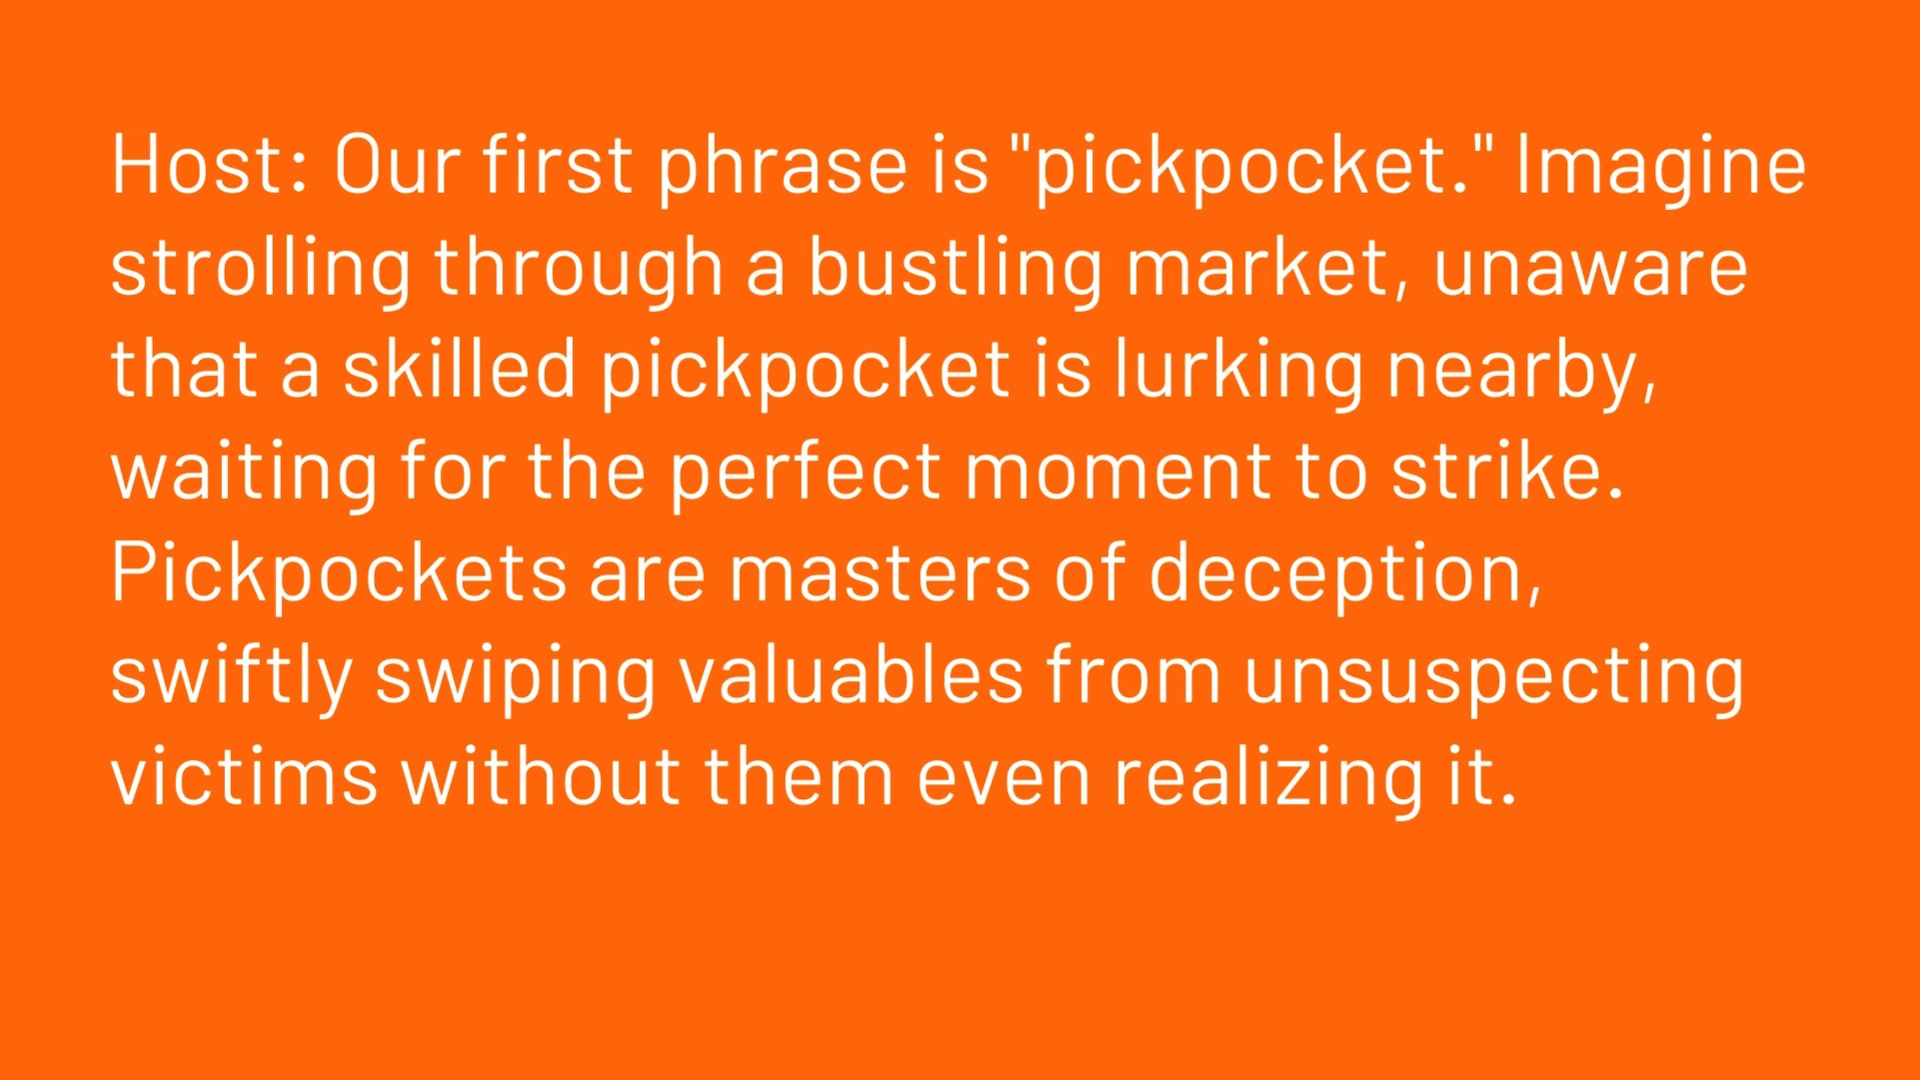 Host: Our first phrase is "pickpocket." Imagine
strolling through a bustling market, unaware
that a skilled pickpocket is lurking nearby,
waiting for the perfect moment to strike.
Pickpockets are masters of deception,
swiftly swiping valuables from unsuspecting
victims without them even realizing it.